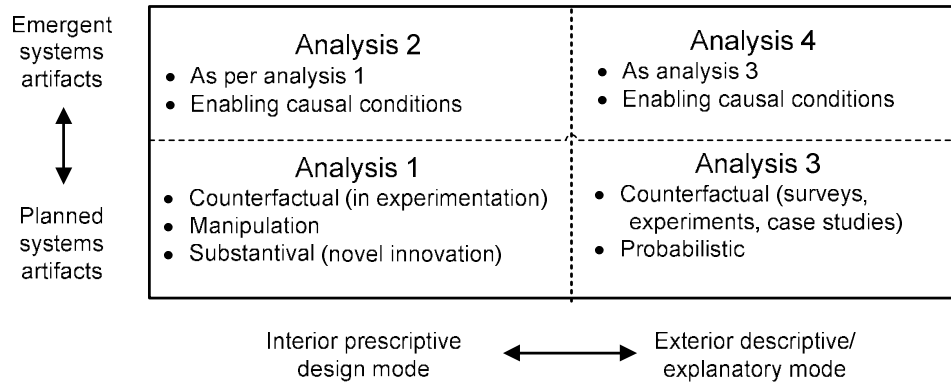 Emergent
systems
artifacts
Planned
systems
artifacts
Analysis 2
• As per analysis 1
• Enabling causal conditions
Analysis 4
• As analysis 3
• Enabling causal conditions
Analysis 1
• Counterfactual (in experimentation)
• Manipulation
• Substantival (novel innovation)
Analysis 3
• Counterfactual (surveys,
experiments, case studies)
• Probabilistic
Interior prescriptive
design mode
Exterior descriptive/
explanatory mode